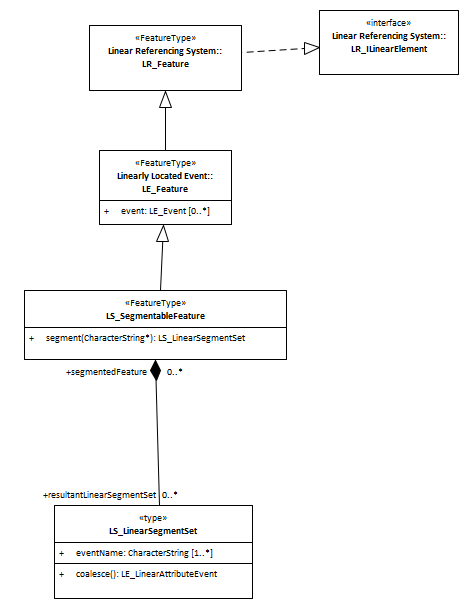 «FeatureType»
Linear Referencing System::
LR_Feature
«interface»
Linear Referencing System::
LR_ILinearElement
«FeatureType»
Linearly Located Event::
LE_Feature
+ event: LE_Event [0..*]
«FeatureType»
LS_SegmentableFeature
+ segment(CharacterString*): LS_LinearSegmentSet
+segmentedFeature 0..*
+resultantLinearSegmentSet 0..*
«type»
LS_LinearSegmentSet
+ eventName: CharacterString [1..*]
+ coalesce(): LE_LinearAttributeEvent